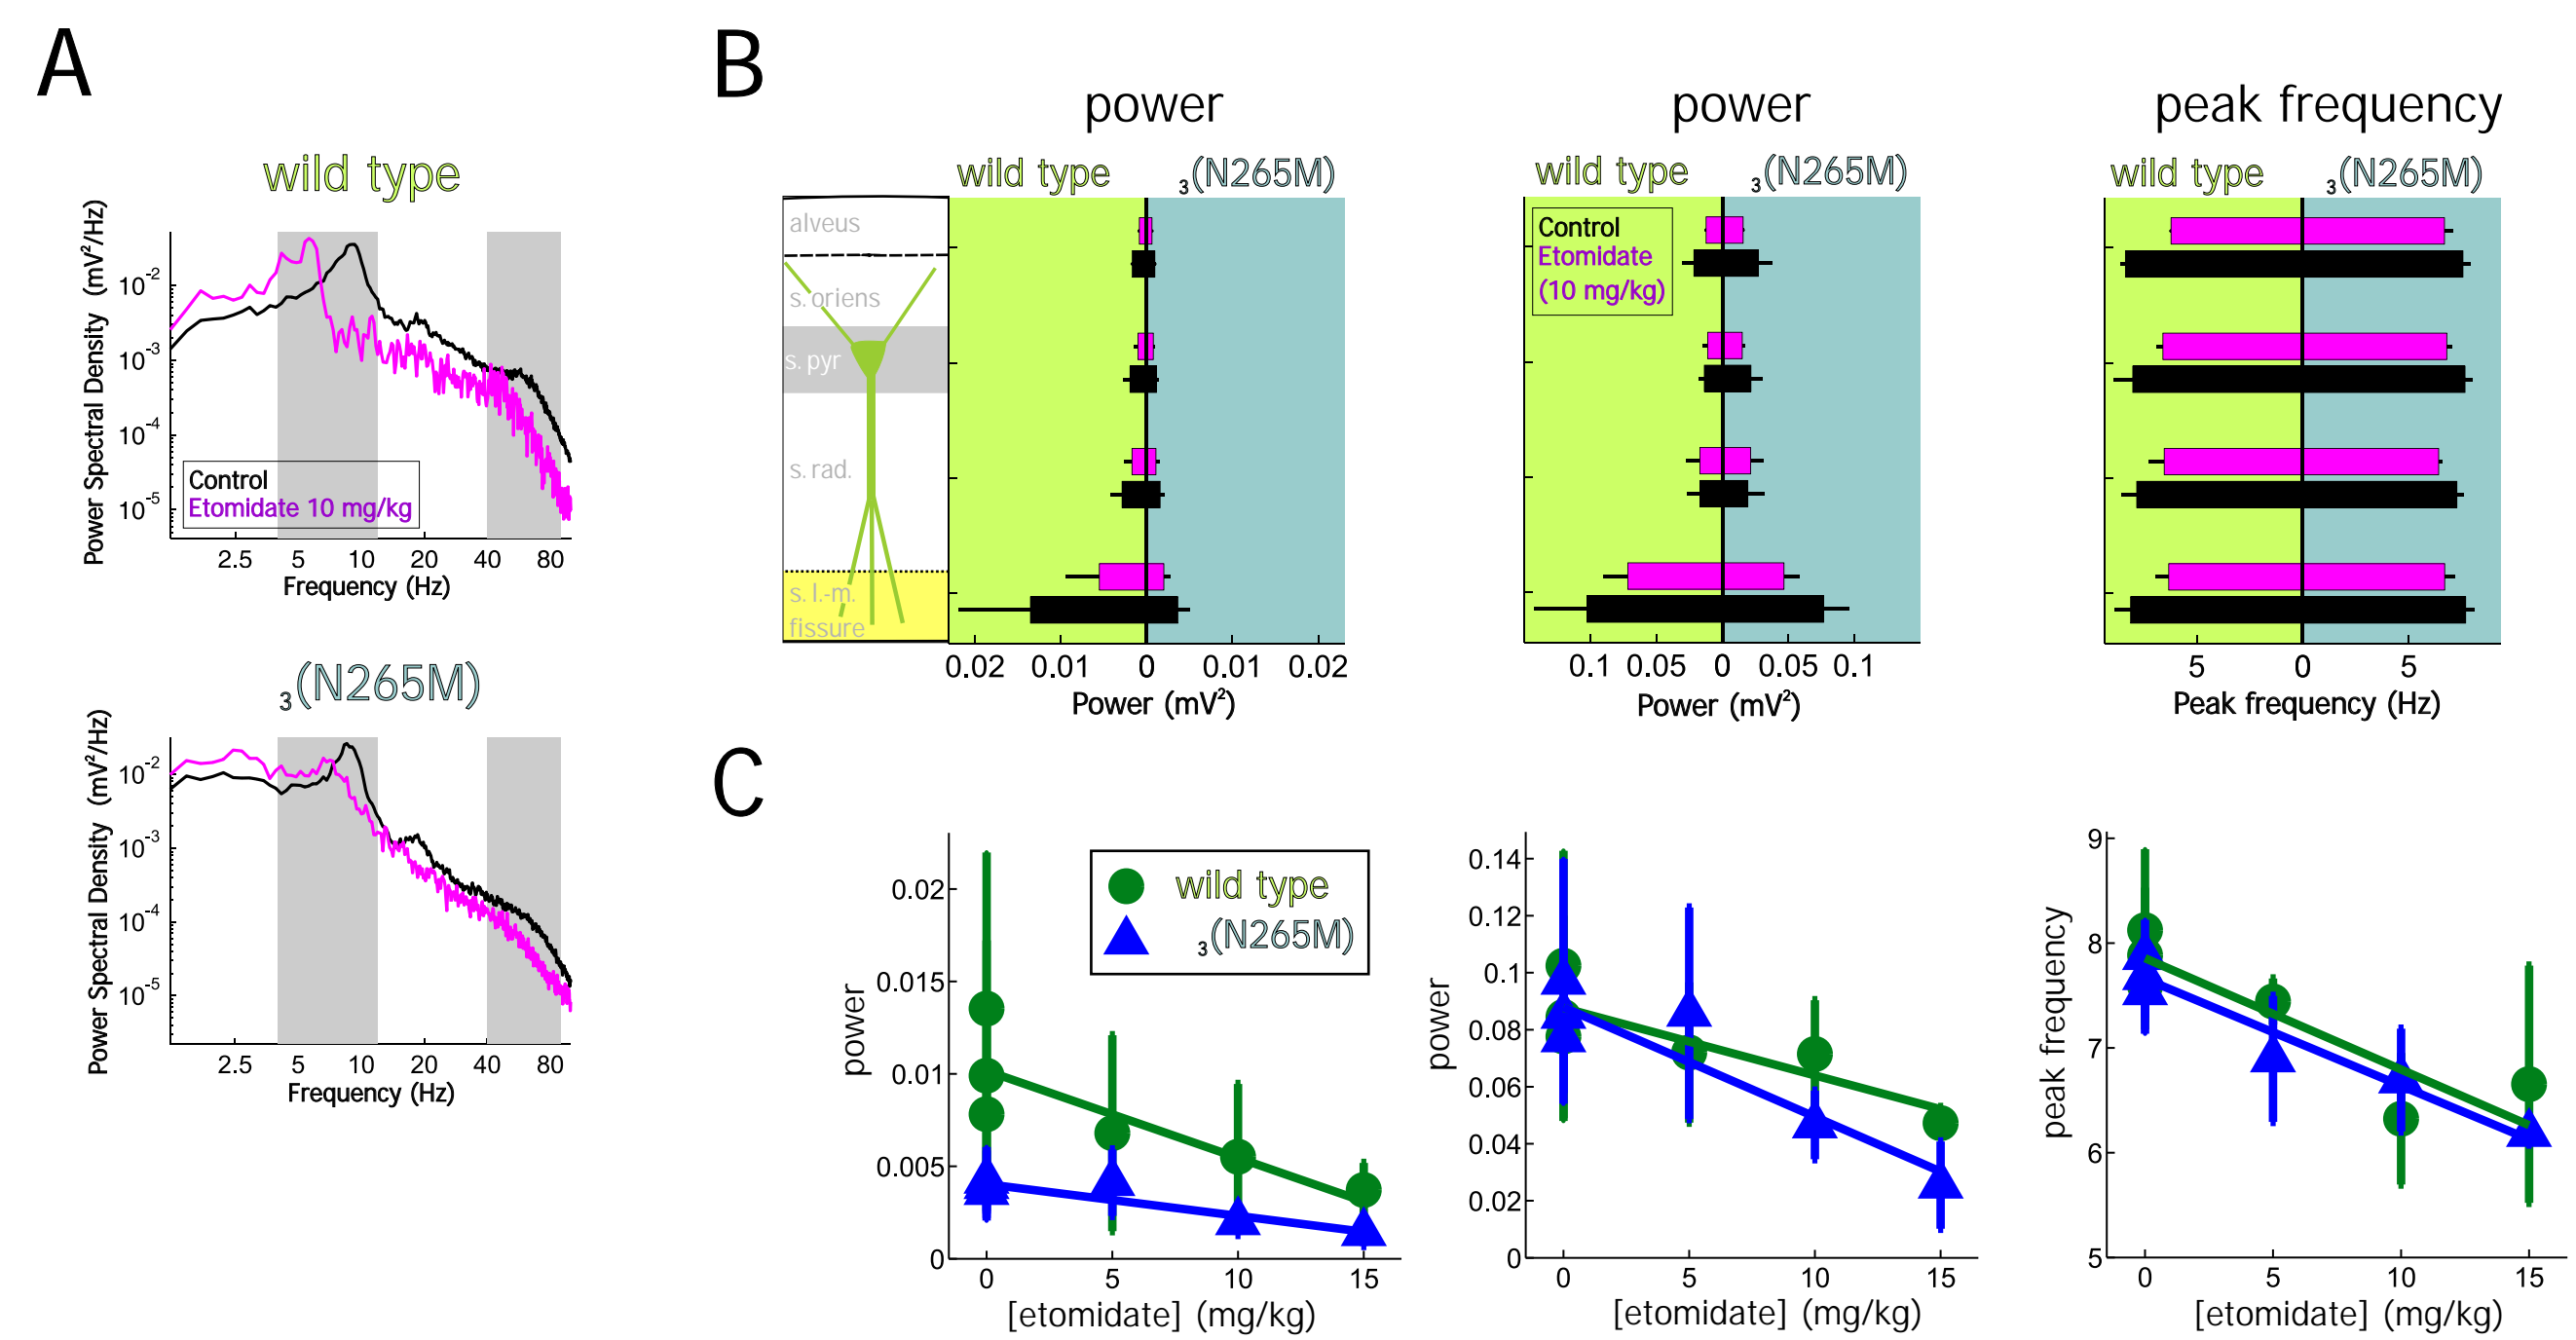 A
wild type
Power Spectral Density (mV²/Hz)
10⁻²
10⁻³
10⁻⁴
10⁻⁵
Control
Etomidate 10 mg/kg
2.5 5 10 20 40 80
Frequency (Hz)
₃(N265M)
Power Spectral Density (mV²/Hz)
10⁻²
10⁻³
10⁻⁴
10⁻⁵
2.5 5 10 20 40 80
Frequency (Hz)
B
power
wild type ₃(N265M)
alveus
s. oriens
s. pyr
s. rad.
s. l.-m.
fissure
0.02 0.01 0 0.01 0.02
Power (mV²)
power
wild type ₃(N265M)
Control
Etomidate
(10 mg/kg)
0.1 0.05 0 0.05 0.1
Power (mV²)
peak frequency
wild type ₃(N265M)
5 0 5
Peak frequency (Hz)
C
power
0.02
0.015
0.01
0.005
0
wild type
₃(N265M)
0 5 10 15
[etomidate] (mg/kg)
power
0.14
0.12
0.1
0.08
0.06
0.04
0.02
0
0 5 10 15
[etomidate] (mg/kg)
peak frequency
9
8
7
6
5
0 5 10 15
[etomidate] (mg/kg)